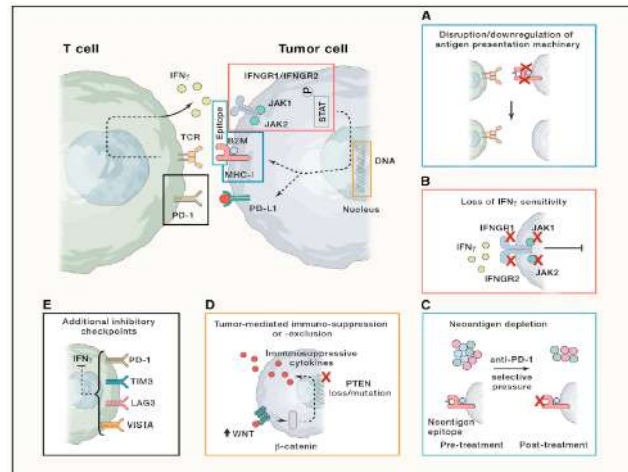 T cell
Tumor cell
IFNγ
IFNGR1/IFNGR2
P
JAK1
STAT
JAK2
TCR
Epitope
B2M
DNA
MHC-I
PD-L1
Nucleus
PD-1
A
Disruption/downregulation of
antigen presentation machinery
B
Loss of IFNγ sensitivity
IFNGR1
JAK1
IFNγ
IFNGR2
JAK2
C
Neoantigen depletion
anti-PD-1
selective
pressure
Neoantigen
epitope
Pre-treatment
Post-treatment
D
Tumor-mediated immuno-suppression
or -exclusion
Immunosuppressive
cytokines
PTEN
loss/mutation
WNT
β-catenin
E
Additional inhibitory
checkpoints
IFNγ
PD-1
TIM3
LAG3
VISTA